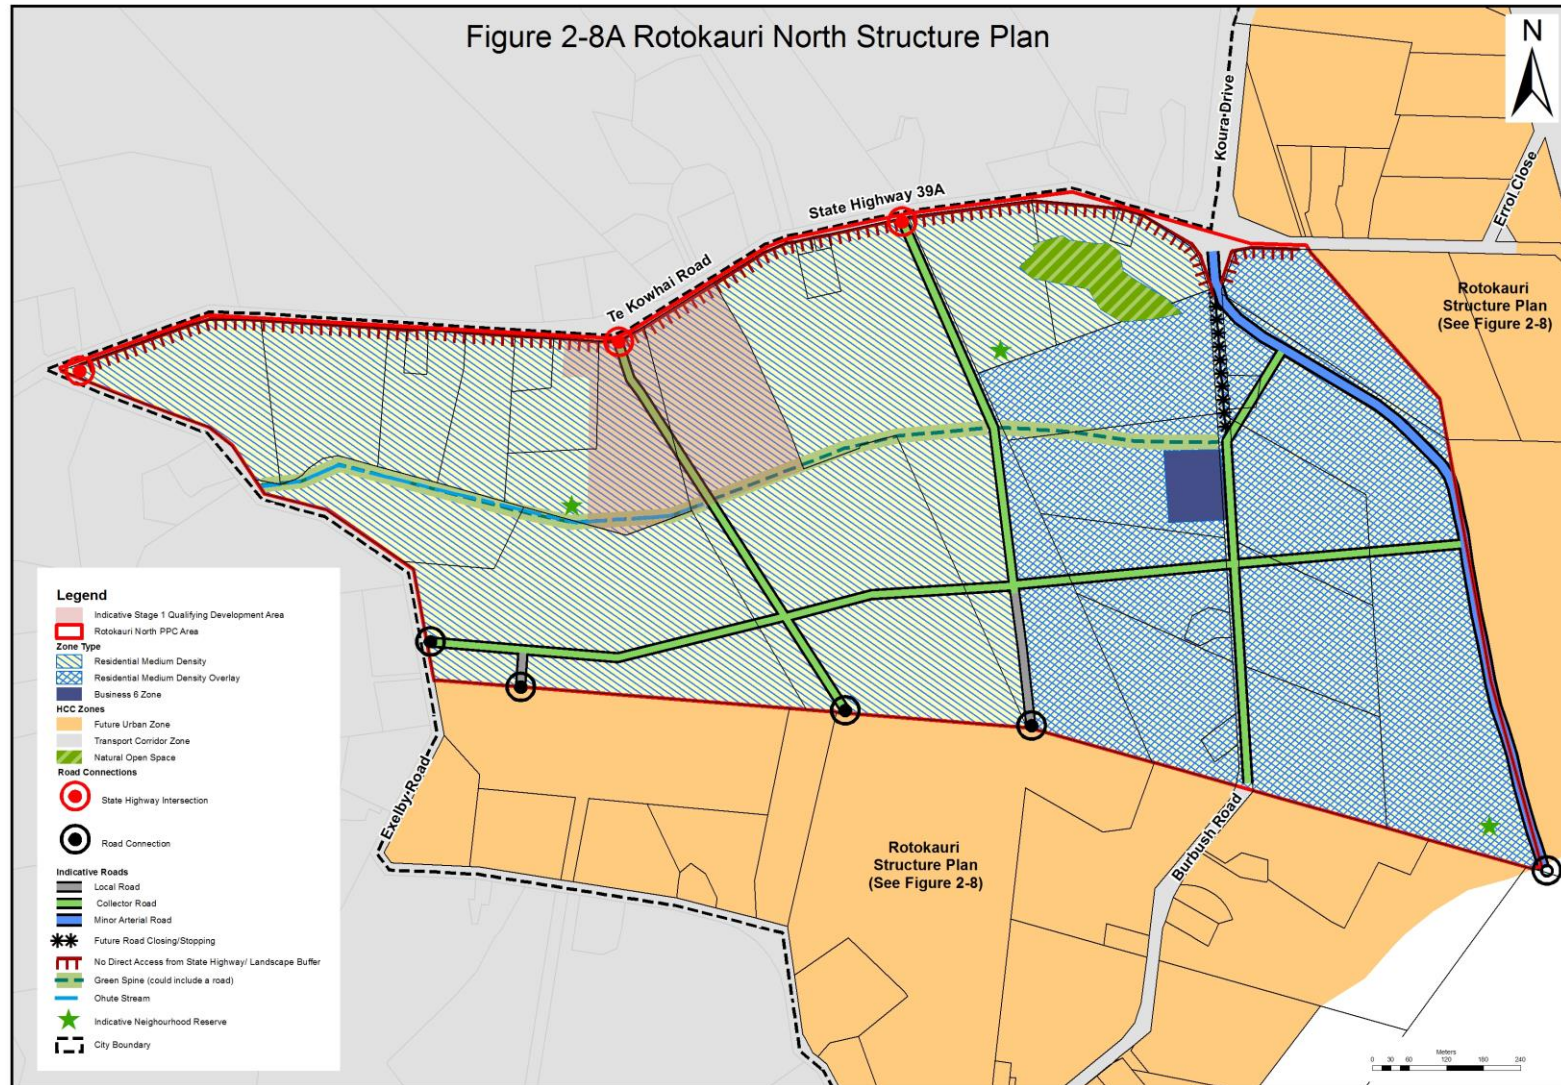 Figure 2-8A Rotokauri North Structure Plan
N
Koura Drive
Errol Close
State Highway 39A
Te Kowhai Road
Rotokauri
Structure Plan
(See Figure 2-8)
Legend
Indicative Stage 1 Qualifying Development Area
Rotokauri North PPC Area
Zone Type
Residential Medium Density
Residential Medium Density Overlay
Business 6 Zone
HCC Zones
Future Urban Zone
Transport Corridor Zone
Natural Open Space
Road Connections
State Highway Intersection
Road Connection
Indicative Roads
Local Road
Collector Road
Minor Arterial Road
Future Road Closing/Stopping
No Direct Access from State Highway/ Landscape Buffer
Green Spine (could include a road)
Ohute Stream
Indicative Neighourhood Reserve
City Boundary
Exelby Road
Rotokauri
Structure Plan
(See Figure 2-8)
Burbush Road
Meters
0 30 60 120 180 240